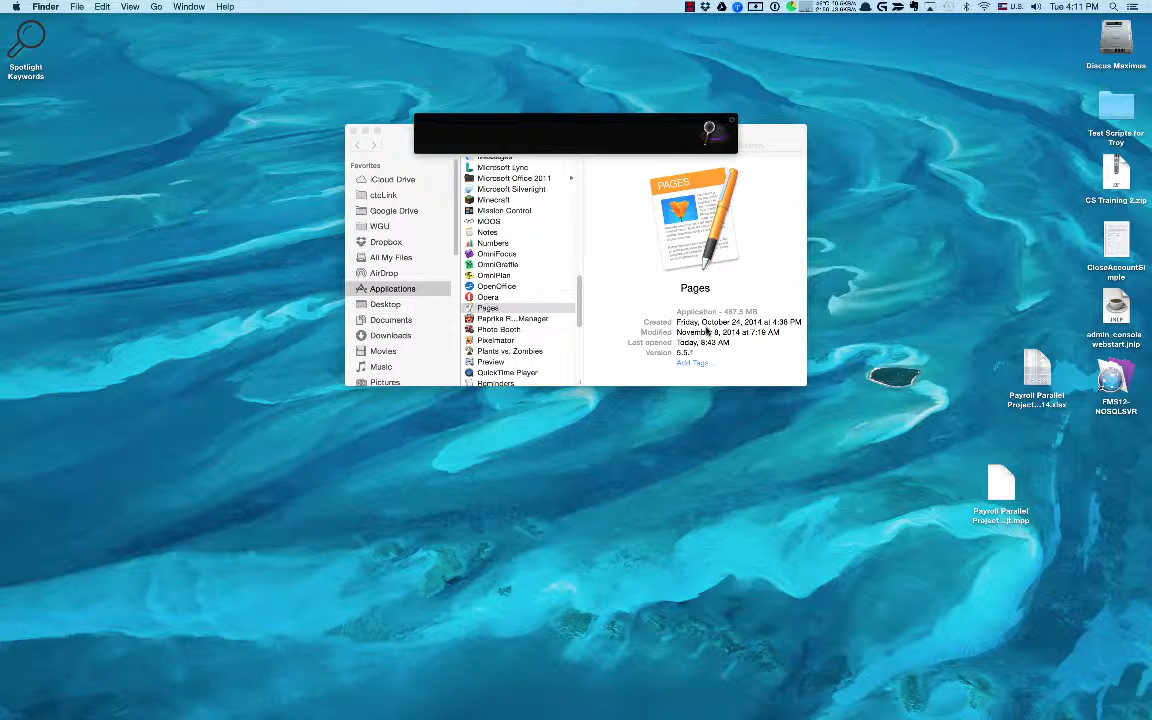 Finder File Edit View Go Window Help
U.S. Tue 4:11 PM
Spotlight
Keywords
Discus Maximus
Test Scripts for
Troy
CS Training 2.zip
CloseAccountSi
mple
admin_console
webstart.jnlp
Payroll Parallel
Project...14.xlsx
FMS12-
NOSQLSVR
Payroll Parallel
Project...jt.mpp
Favorites
iCloud Drive
ctcLink
Google Drive
WGU
Dropbox
All My Files
AirDrop
Applications
Desktop
Documents
Downloads
Movies
Music
Pictures
Messages
Microsoft Lync
Microsoft Office 2011
Microsoft Silverlight
Minecraft
Mission Control
MOOS
Notes
Numbers
OmniFocus
OmniGraffle
OmniPlan
OpenOffice
Opera
Pages
Paprika R...Manager
Photo Booth
Pixelmator
Plants vs. Zombies
Preview
QuickTime Player
Reminders
PAGES
Pages
Application - 487.5 MB
Created Friday, October 24, 2014 at 4:38 PM
Modified November 8, 2014 at 7:19 AM
Last opened Today, 8:43 AM
Version 5.5.1
Add Tags...